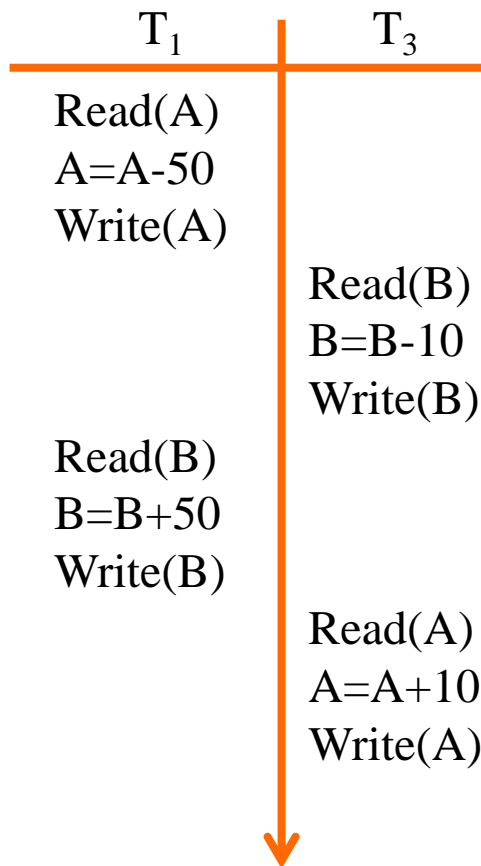 T₁ T₃
Read(A)
A=A-50
Write(A)
Read(B)
B=B-10
Write(B)
Read(B)
B=B+50
Write(B)
Read(A)
A=A+10
Write(A)